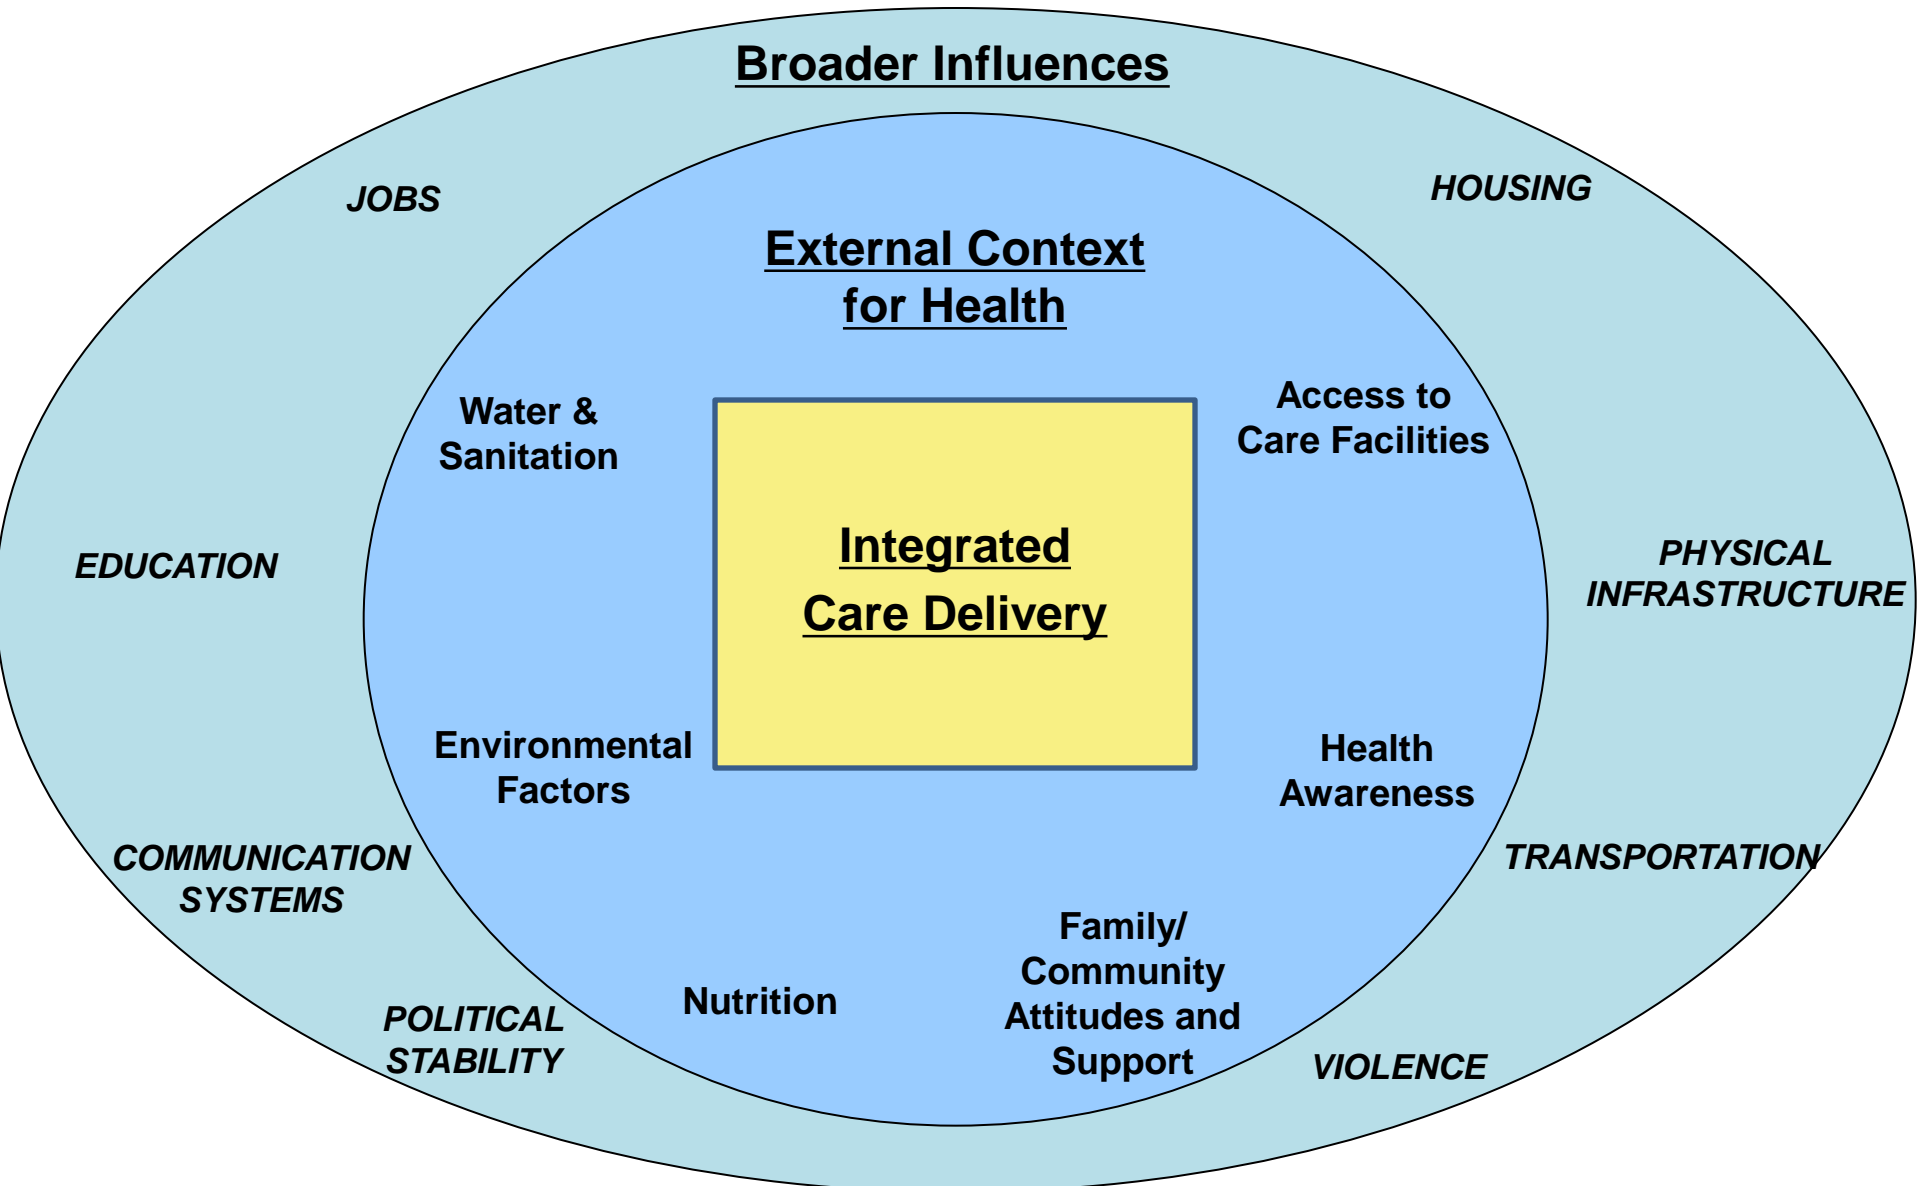 Broader Influences
JOBS
HOUSING
External Context
for Health
Water &
Sanitation
Access to
Care Facilities
Integrated
Care Delivery
EDUCATION
PHYSICAL
INFRASTRUCTURE
Environmental
Factors
Health
Awareness
COMMUNICATION
SYSTEMS
TRANSPORTATION
Nutrition
Family/
Community
Attitudes and
Support
POLITICAL
STABILITY
VIOLENCE